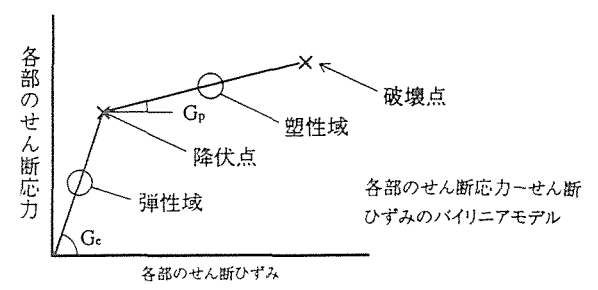 各部のせん断応力
破壊点
Gp
塑性域
降伏点
弾性域
各部のせん断応力－せん断
ひずみのバイリニアモデル
Ge
各部のせん断ひずみ